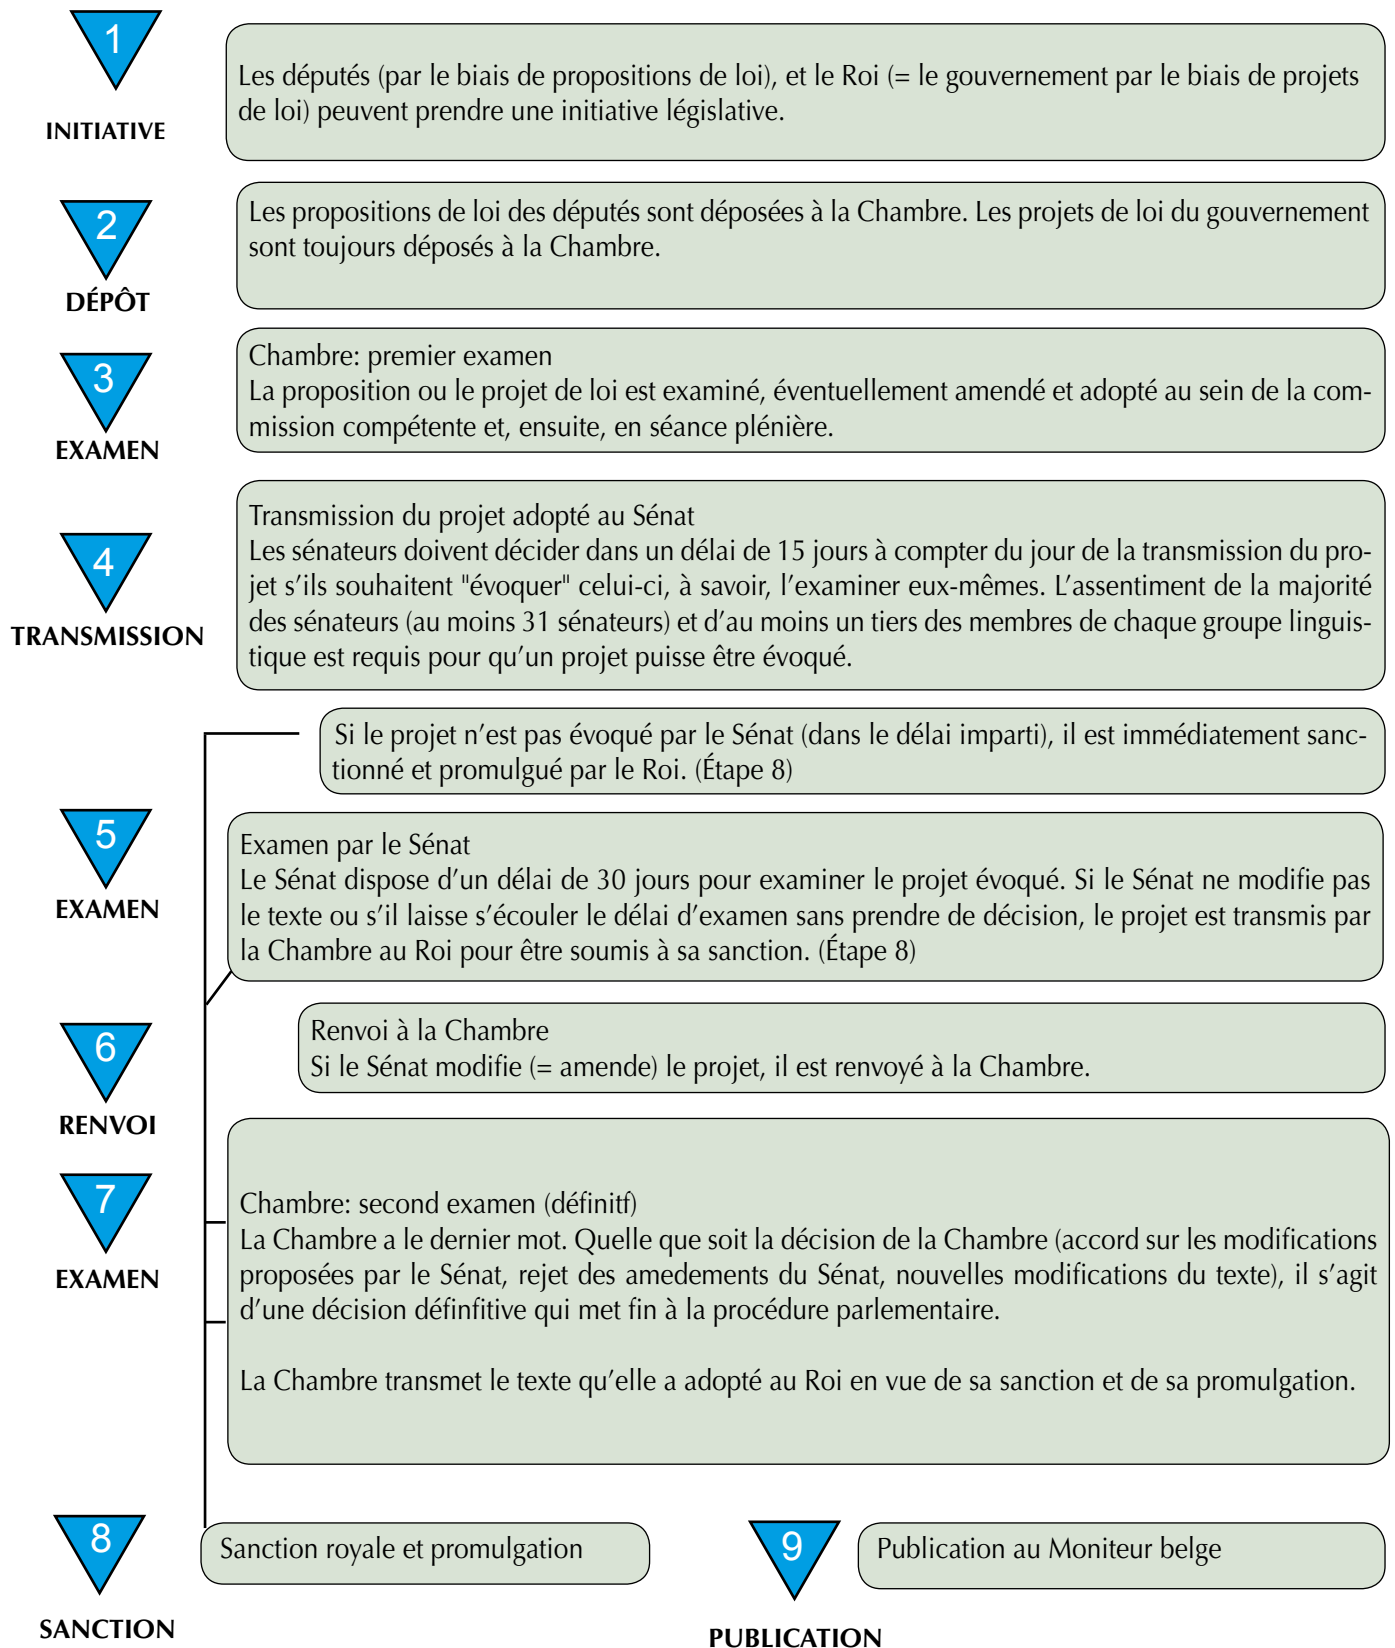 1
INITIATIVE
Les députés (par le biais de propositions de loi), et le Roi (= le gouvernement par le biais de projets
de loi) peuvent prendre une initiative législative.
2
DÉPÔT
Les propositions de loi des députés sont déposées à la Chambre. Les projets de loi du gouvernement
sont toujours déposés à la Chambre.
3
EXAMEN
Chambre: premier examen
La proposition ou le projet de loi est examiné, éventuellement amendé et adopté au sein de la com-
mission compétente et, ensuite, en séance plénière.
4
TRANSMISSION
Transmission du projet adopté au Sénat
Les sénateurs doivent décider dans un délai de 15 jours à compter du jour de la transmission du pro-
jet s’ils souhaitent "évoquer" celui-ci, à savoir, l’examiner eux-mêmes. L’assentiment de la majorité
des sénateurs (au moins 31 sénateurs) et d’au moins un tiers des membres de chaque groupe linguis-
tique est requis pour qu’un projet puisse être évoqué.
Si le projet n’est pas évoqué par le Sénat (dans le délai imparti), il est immédiatement sanc-
tionné et promulgué par le Roi. (Étape 8)
5
EXAMEN
Examen par le Sénat
Le Sénat dispose d’un délai de 30 jours pour examiner le projet évoqué. Si le Sénat ne modifie pas
le texte ou s’il laisse s’écouler le délai d’examen sans prendre de décision, le projet est transmis par
la Chambre au Roi pour être soumis à sa sanction. (Étape 8)
6
RENVOI
Renvoi à la Chambre
Si le Sénat modifie (= amende) le projet, il est renvoyé à la Chambre.
7
EXAMEN
Chambre: second examen (définitf)
La Chambre a le dernier mot. Quelle que soit la décision de la Chambre (accord sur les modifications
proposées par le Sénat, rejet des amedements du Sénat, nouvelles modifications du texte), il s’agit
d’une décision définfitive qui met fin à la procédure parlementaire.
La Chambre transmet le texte qu’elle a adopté au Roi en vue de sa sanction et de sa promulgation.
8
SANCTION
Sanction royale et promulgation
9
PUBLICATION
Publication au Moniteur belge